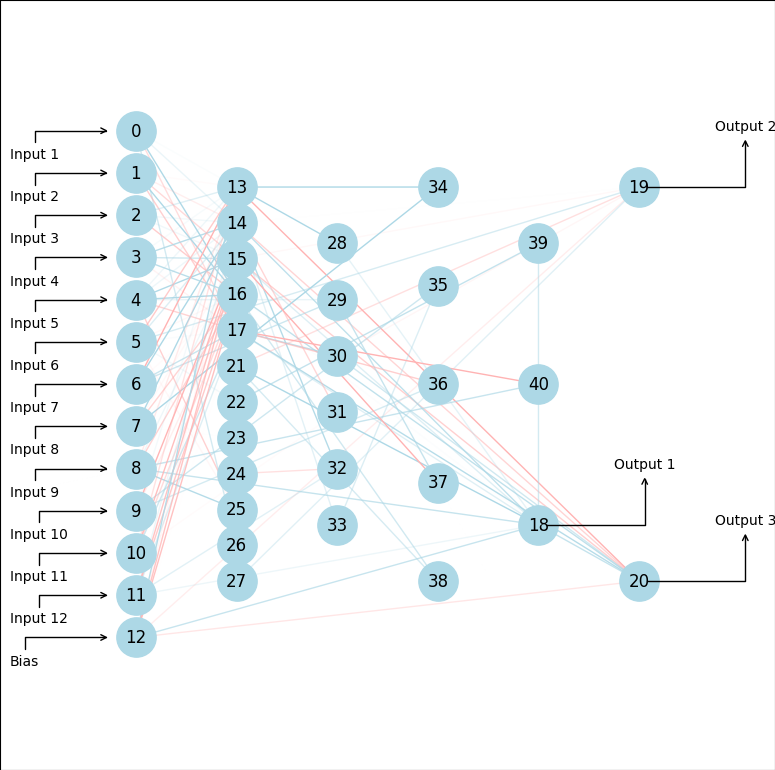 Output 2
0
Input 1
1
13
34
19
Input 2
2
14
Input 3
28
39
3
15
Input 4
35
4
16
29
Input 5
17
5
30
Input 6
21
6
36
40
Input 7
22
7
31
Input 8
23
Output 1
8
24
32
Input 9
37
9
25
Output 3
33
18
Input 10
10
26
Input 11
27
38
20
11
Input 12
12
Bias